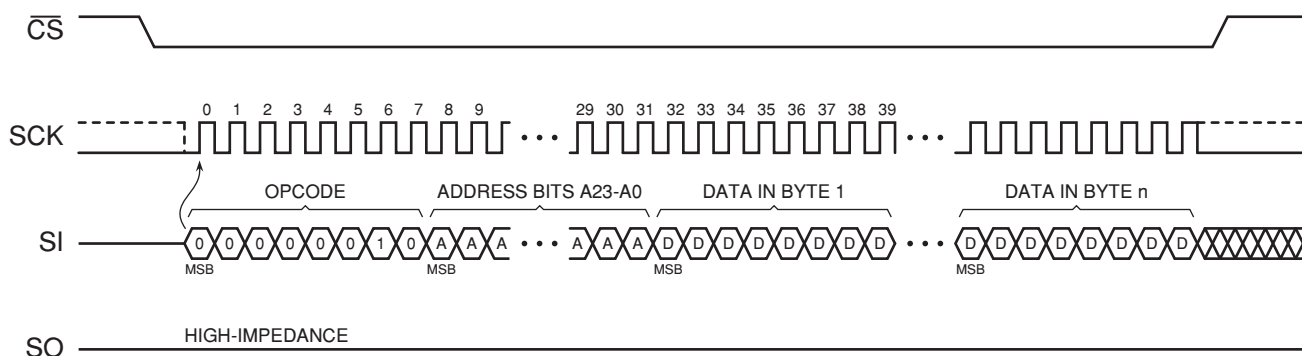 CS
0 1 2 3 4 5 6 7 8 9 29 30 31 32 33 34 35 36 37 38 39
SCK
OPCODE ADDRESS BITS A23-A0 DATA IN BYTE 1 DATA IN BYTE n
SI 0 0 0 0 0 0 1 0 A A A A A A D D D D D D D D D D D D D D D D
MSB MSB MSB MSB
HIGH-IMPEDANCE
SO